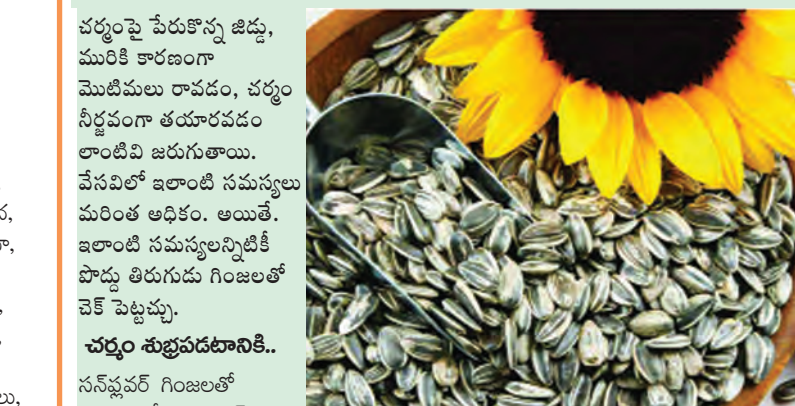 చర్మంపై పేరుకొన్న జిడ్డు,
మురికి కారణంగా
మొటిమలు రావడం, చర్మం
నీర్జవంగా తయారవడం
లాంటివి జరుగుతాయి.
వేసవిలో ఇలాంటి సమస్యలు
మరింత అధికం. అయితే.
ఇలాంటి సమస్యలన్నిటికీ
పొద్దు తిరుగుడు గింజలతో
చెక్ పెట్టచ్చు.
చర్మం శుభ్రపడటానికి..
సన్‌ప్లవర్ గింజలతో